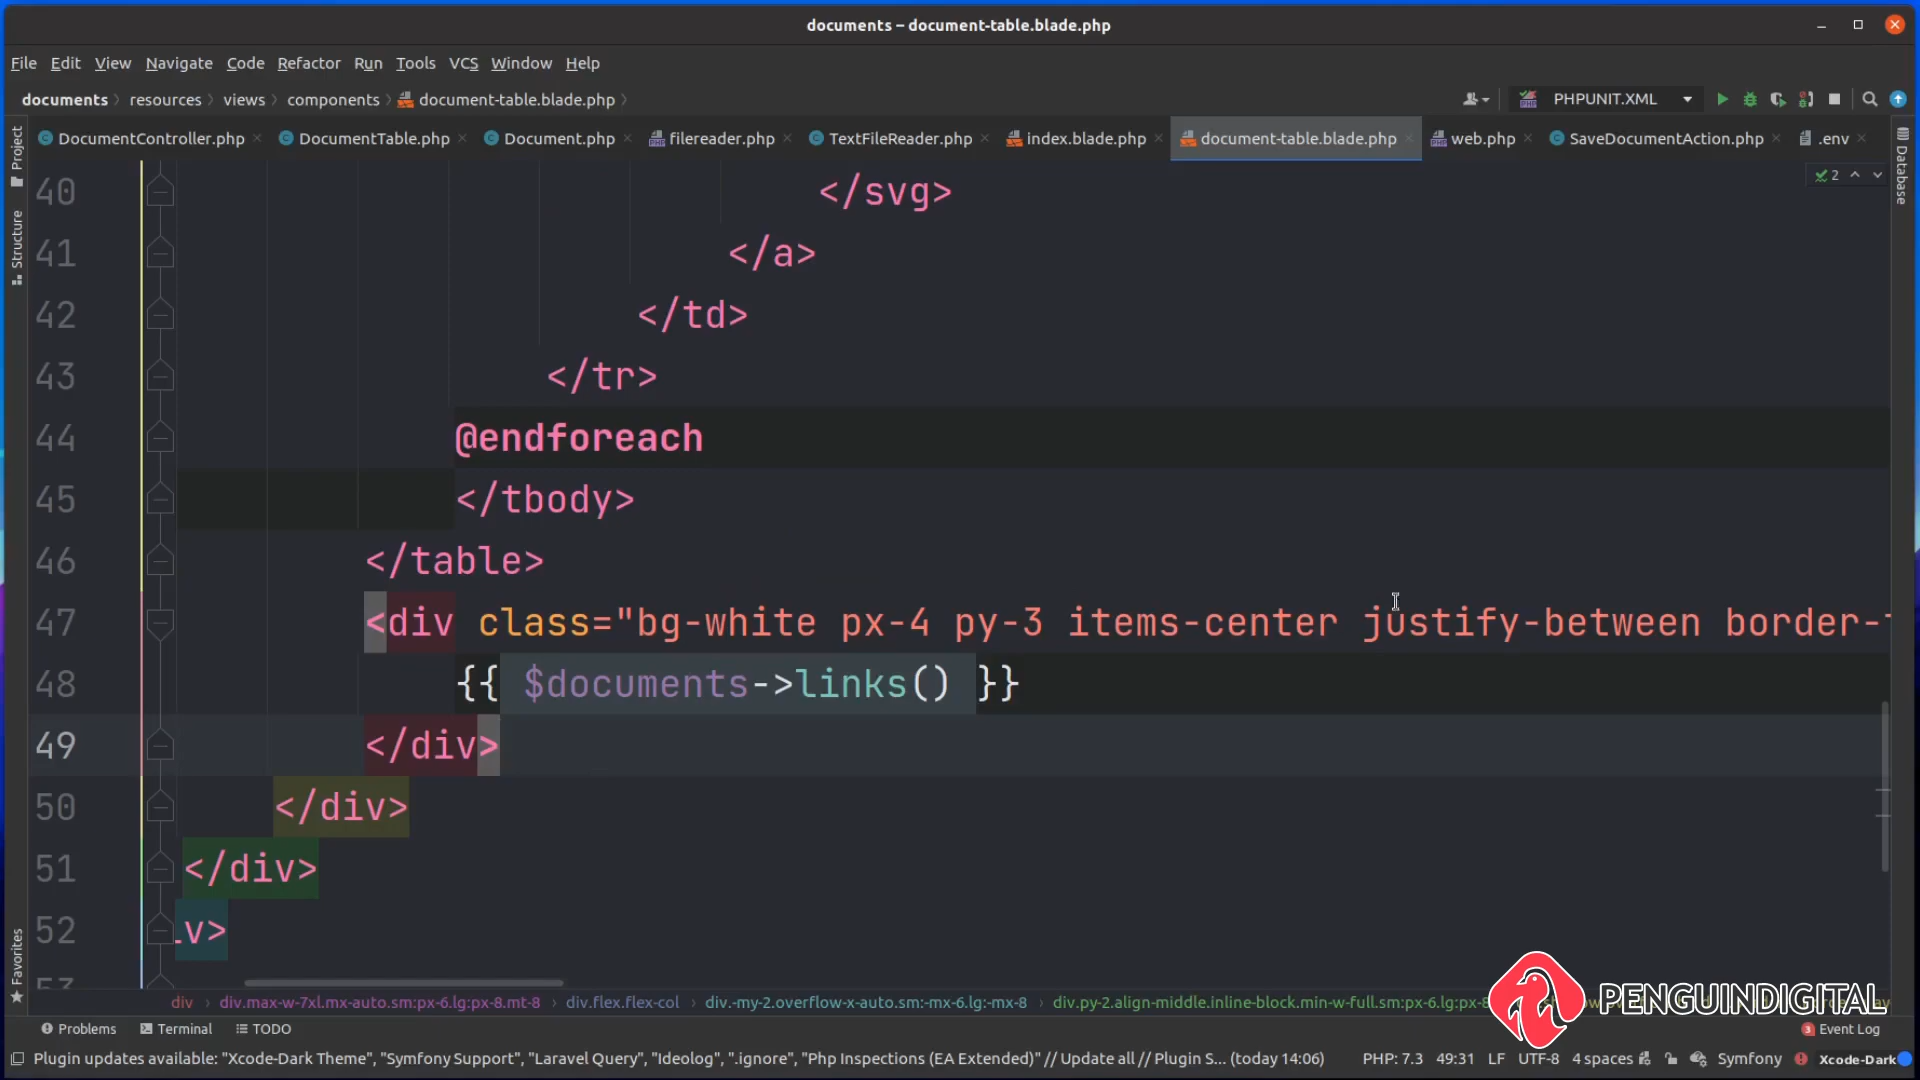 documents – document-table.blade.php
File Edit View Navigate Code Refactor Run Tools VCS Window Help
documents resources views components document-table.blade.php PHPUNIT.XML
DocumentController.php DocumentTable.php Document.php filereader.php TextFileReader.php index.blade.php document-table.blade.php web.php SaveDocumentAction.php .env
Project
Structure
Favorites
Database
2
40 </svg>
41 </a>
42 </td>
43 </tr>
44 @endforeach
45 </tbody>
46 </table>
47 <div class="bg-white px-4 py-3 items-center justify-between border-
48 {{ $documents->links() }}
49 </div>
50 </div>
51 </div>
52 v>
53
div div.max-w-7xl.mx-auto.sm:px-6.lg:px-8.mt-8 div.flex.flex-col div.-my-2.overflow-x-auto.sm:-mx-6.lg:-mx-8 div.py-2.align-middle.inline-block.min-w-full.sm:px-6.lg:px-8
PENGUINDIGITAL
Problems Terminal TODO 3 Event Log
Plugin updates available: "Xcode-Dark Theme", "Symfony Support", "Laravel Query", "Ideolog", ".ignore", "Php Inspections (EA Extended)" // Update all // Plugin S... (today 14:06) PHP: 7.3 49:31 LF UTF-8 4 spaces Symfony Xcode-Dark